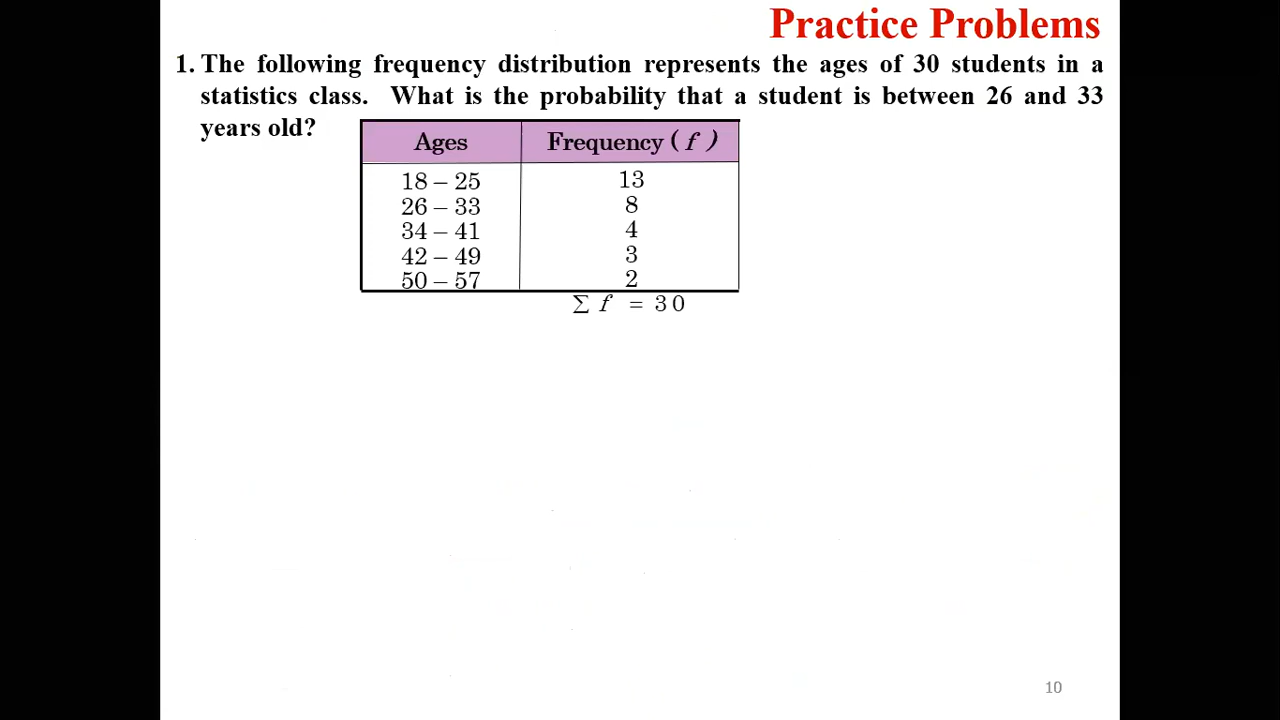 Practice Problems
1. The following frequency distribution represents the ages of 30 students in a
statistics class. What is the probability that a student is between 26 and 33
years old?
Ages Frequency ( f )
18 – 25 13
26 – 33 8
34 – 41 4
42 – 49 3
50 – 57 2
Σ f = 30
10